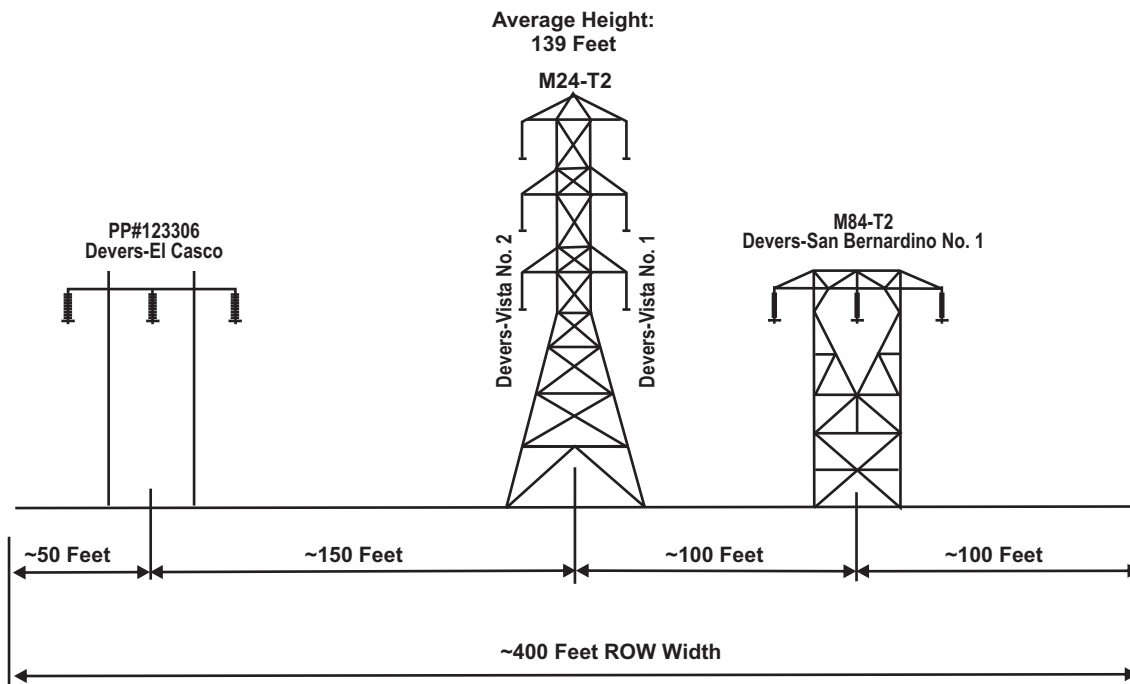 Average Height:
139 Feet
M24-T2
PP#123306
Devers-El Casco
Devers-Vista No. 2
Devers-Vista No. 1
M84-T2
Devers-San Bernardino No. 1
~50 Feet
~150 Feet
~100 Feet
~100 Feet
~400 Feet ROW Width